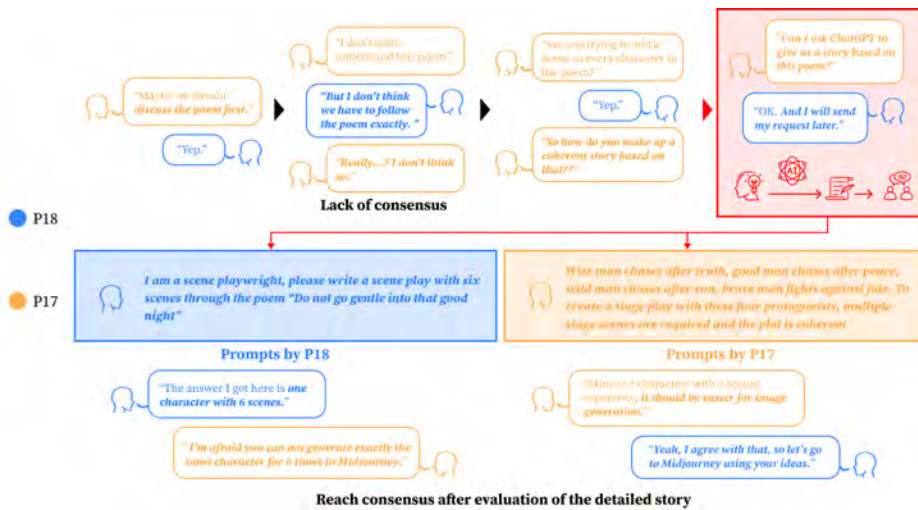 "Maybe we should
discuss the poem first."
"Yep."
"I don't quite
understand this poem."
"But I don't think
we have to follow
the poem exactly. "
"Really...? I don't think
so."
Lack of consensus
"Are you trying to
scene to every character in
the poem?"
"Yep."
"So how do you make up a
coherent story based on
that??"
"Can I ask ChatGPT to
give us a story based on
this poem?"
"OK. And I will send
my request later."
AI
P18
P17
I am a scene playwright, please write a scene play with six
scenes through the poem "Do not go gentle into that good
night"
Prompts by P18
Wise man chases after truth, good man chases after peace,
wild man chases after sun, brave man fights against fate. To
create a stage play with these four protagonists, multiple
stage scenes are required and the plot is coherent
Prompts by P17
"The answer I got here is one
character with 6 scenes."
"I'm afraid you can not generate exactly the
same character for 6 times in Midjourney."
characters with
separately, it should be easier for image
generation."
"Yeah, I agree with that, so let's
go to Midjourney using your ideas."
Reach consensus after evaluation of the detailed story